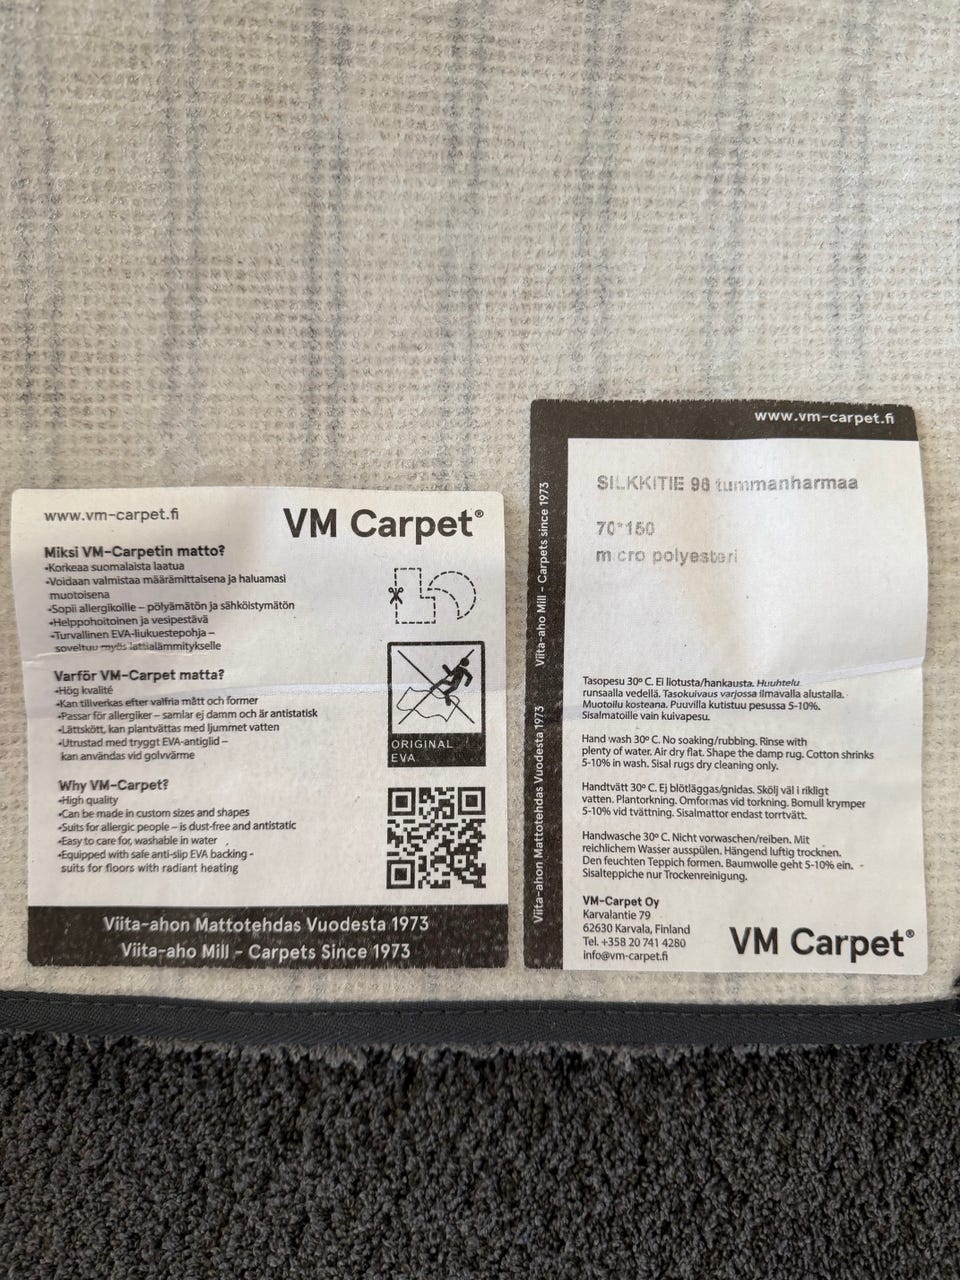 www.vm-carpet.fi
VM Carpet®
Miksi VM-Carpetin matto?
•Korkeaa suomalaista laatua
•Voidaan valmistaa määrämittaisena ja haluamasi
muotoisena
•Sopii allergikoille – pölyämätön ja sähköistymätön
•Helppohoitoinen ja vesipestävä
•Turvallinen EVA-liukuestepohja –
soveltuu myös lattialämmitykselle
Varför VM-Carpet matta?
•Hög kvalité
•Kan tillverkas efter valfria mått och former
•Passar för allergiker – samlar ej damm och är antistatisk
•Lättskött, kan plantvättas med ljummet vatten
•Utrustad med tryggt EVA-antiglid –
kan användas vid golvvärme
Why VM-Carpet?
•High quality
•Can be made in custom sizes and shapes
•Suits for allergic people – is dust-free and antistatic
•Easy to care for, washable in water
•Equipped with safe anti-slip EVA backing -
suits for floors with radiant heating
ORIGINAL
EVA
Viita-ahon Mattotehdas Vuodesta 1973
Viita-aho Mill - Carpets Since 1973
www.vm-carpet.fi
Viita-ahon Mattotehdas Vuodesta 1973
Viita-aho Mill - Carpets since 1973
SILKKITIE 98 tummanharmaa
70*150
m cro polyesteri
Tasopesu 30º C. Ei liotusta/hankausta. Huuhtelu
runsaalla vedellä. Tasokuivaus varjossa ilmavalla alustalla.
Muotoilu kosteana. Puuvilla kutistuu pesussa 5-10%.
Sisalmatoille vain kuivapesu.
Hand wash 30º C. No soaking/rubbing. Rinse with
plenty of water. Air dry flat. Shape the damp rug. Cotton shrinks
5-10% in wash. Sisal rugs dry cleaning only.
Handtvätt 30º C. Ej blötläggas/gnidas. Skölj väl i rikligt
vatten. Plantorkning. Omformas vid torkning. Bomull krymper
5-10% vid tvättning. Sisalmattor endast torrtvätt.
Handwasche 30º C. Nicht vorwaschen/reiben. Mit
reichlichem Wasser ausspülen. Hängend luftig trocknen.
Den feuchten Teppich formen. Baumwolle geht 5-10% ein.
Sisalteppiche nur Trockenreinigung.
VM-Carpet Oy
Karvalantie 79
62630 Karvala, Finland
Tel. +358 20 741 4280
info@vm-carpet.fi
VM Carpet®